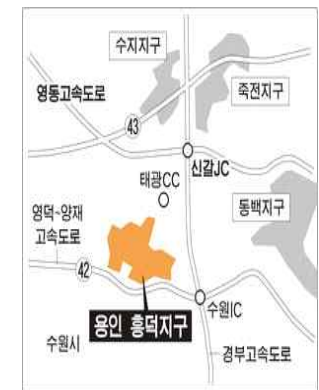 수지지구
영동고속도로
죽전지구
43
신갈JC
태광CC
동백지구
영덕~양재
고속도로
42
용인 흥덕지구
수원IC
수원시
경부고속도로